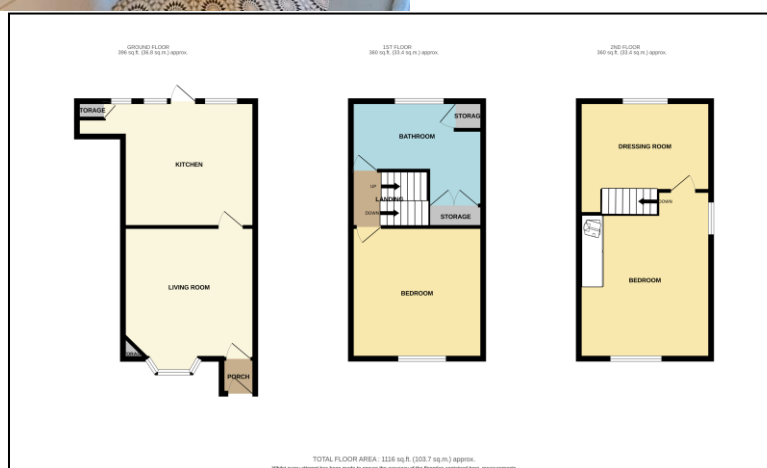 GROUND FLOOR
396 sq.ft. (36.8 sq.m.) approx.
1ST FLOOR
360 sq.ft. (33.4 sq.m.) approx.
2ND FLOOR
360 sq.ft. (33.4 sq.m.) approx.
TORAGE
KITCHEN
LIVING ROOM
PORCH
STORAG
BATHROOM
UP
LANDING
DOWN
STORAGE
BEDROOM
DRESSING ROOM
DOWN
BEDROOM
TOTAL FLOOR AREA : 1116 sq.ft. (103.7 sq.m.) approx.